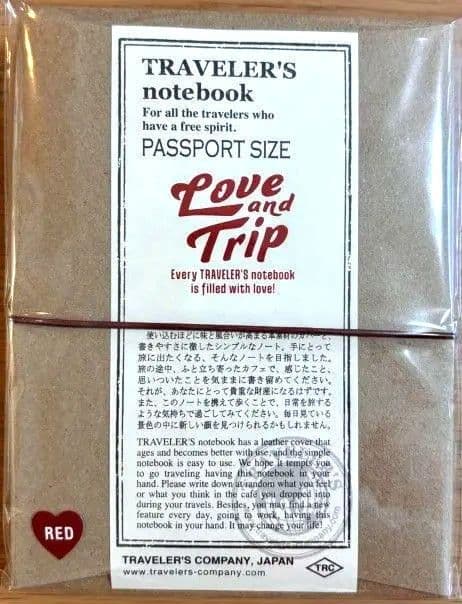 TRAVELER'S
notebook
For all the travelers who
have a free spirit.
PASSPORT SIZE
Love
and
Trip
Every TRAVELER'S notebook
is filled with love!
使い込むほどに味と風合いが高まる革素材のカバーと、
書きやすさに徹したシンプルなノート。手にとって
旅に出たくなる、そんなノートを目指しました。
旅の途中、ふと立ち寄ったカフェで、感じたこと、
思いついたことを気ままに書き留めてください。
それが、あなたにとって貴重な財産になるはずです。
また、このノートを携えて歩くことで、日常を旅する
ような気持ちで過ごしてみてください。毎日見ている
景色の中に新しい顔を見つけられるかもしれません。
TRAVELER'S notebook has a leather cover that
ages and becomes better with use, and the simple
notebook is easy to use. We hope it tempts you
to go traveling having this notebook in your
hand. Please write down at random what you feel
or what you think in the café you dropped into
during your travels. Besides, you may find a new
feature every day, going to work, having this
notebook in your hand. It may change your life!
RED
TRAVELER'S COMPANY, JAPAN
www.travelers-company.com
TRC